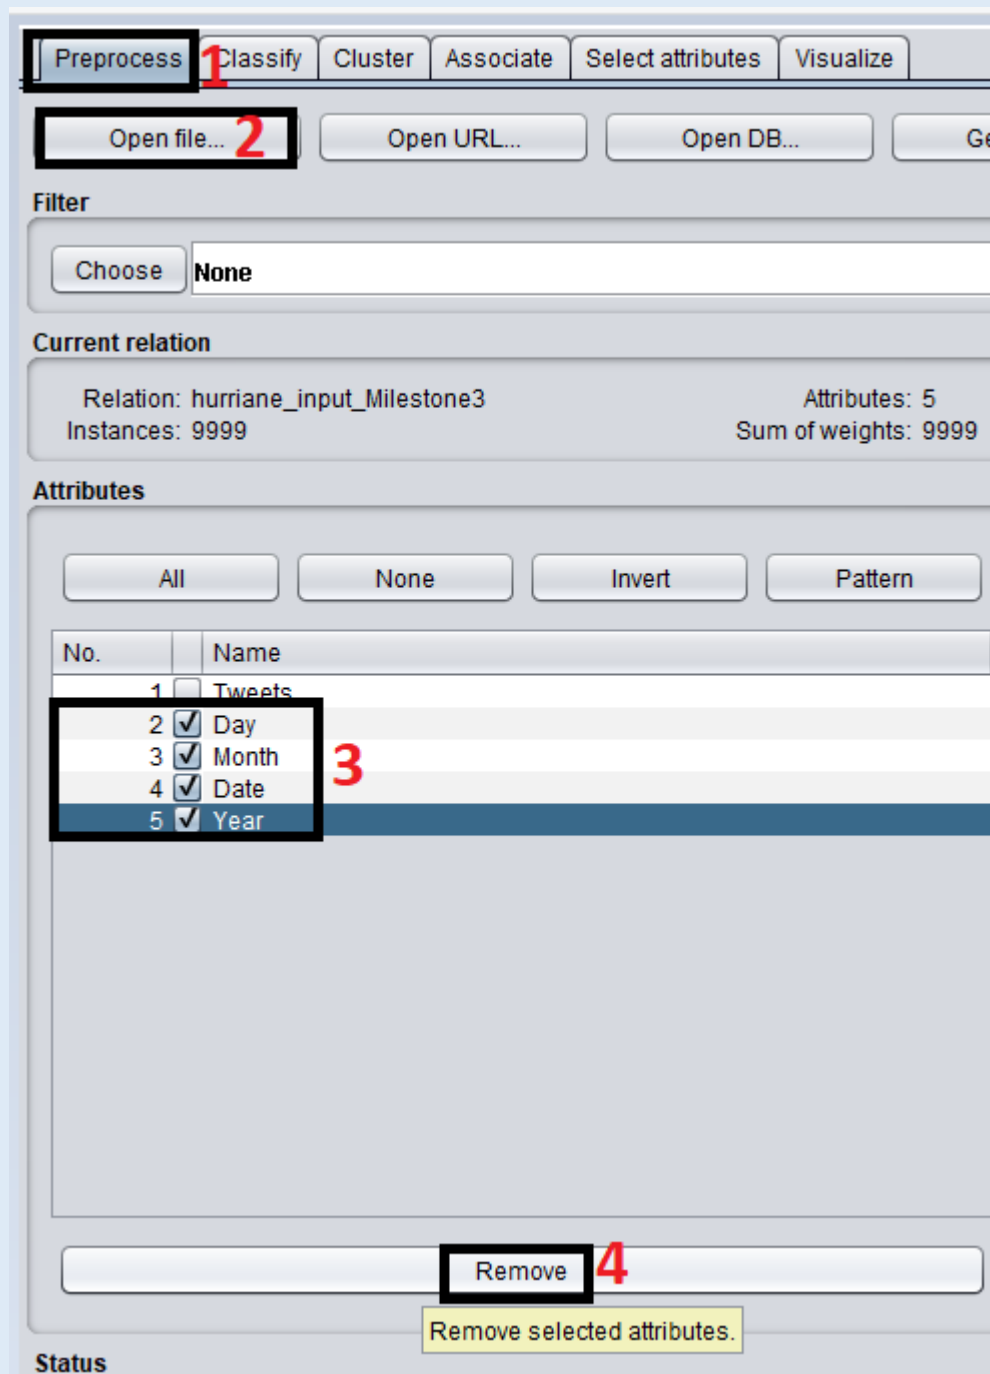 Preprocess 1 Classify Cluster Associate Select attributes Visualize
Open file... 2 Open URL... Open DB... Ge
Filter
Choose None
Current relation
Relation: hurriane_input_Milestone3 Attributes: 5
Instances: 9999 Sum of weights: 9999
Attributes
All None Invert Pattern
No. Name
1 Tweets
2 Day
3 Month 3
4 Date
5 Year
Remove 4
Remove selected attributes.
Status